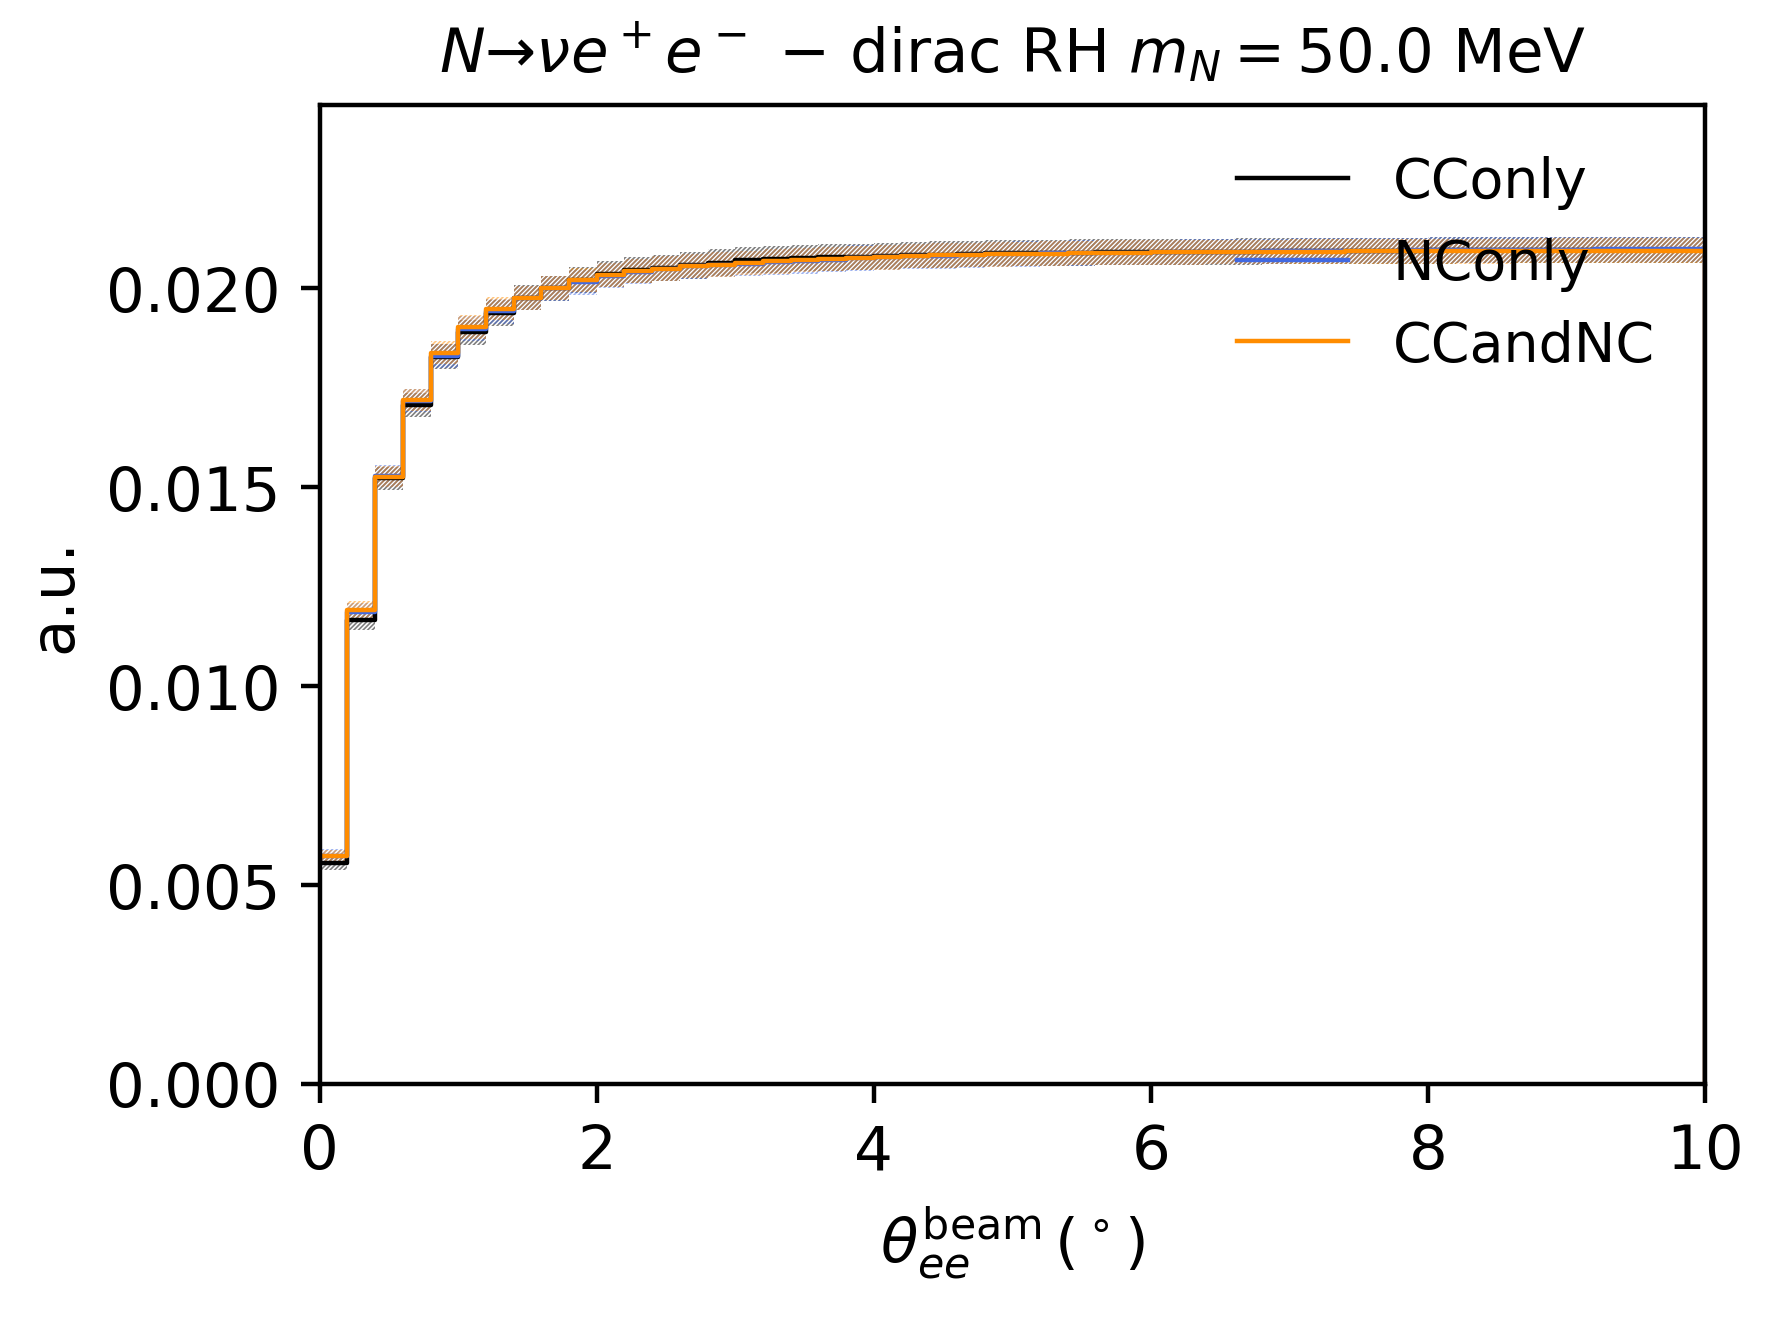 N→νe⁺e⁻ − dirac RH m_N = 50.0 MeV
CConly
NConly
CCandNC
a.u.
0.020
0.015
0.010
0.005
0.000
0 2 4 6 8 10
θ_ee^beam (°)